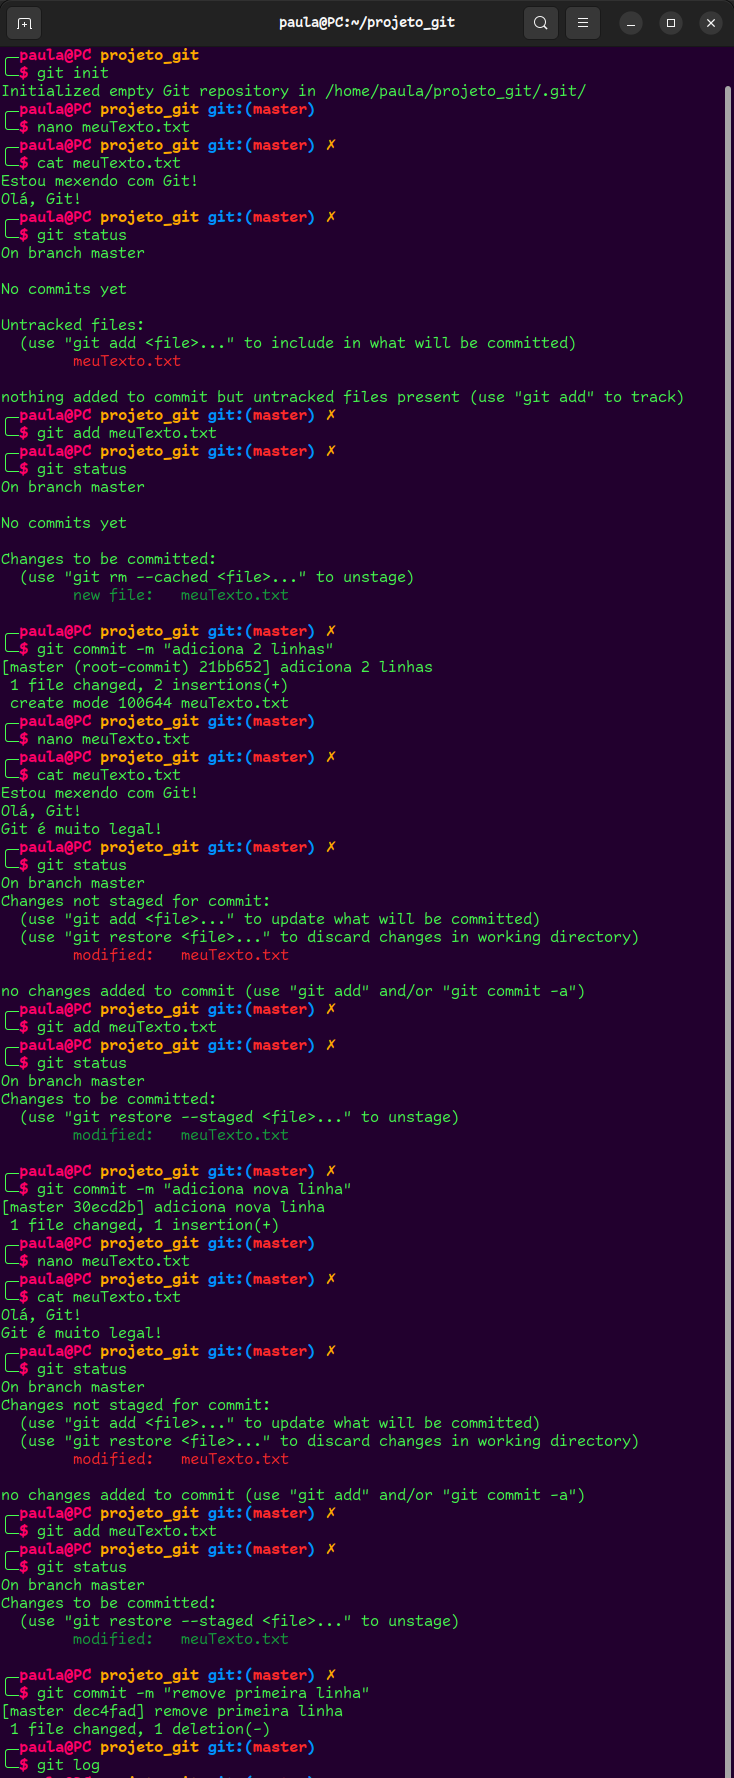 paula@PC:~/projeto_git
paula@PC projeto_git
$ git init
Initialized empty Git repository in /home/paula/projeto_git/.git/
paula@PC projeto_git git:(master)
$ nano meuTexto.txt
paula@PC projeto_git git:(master) ✗
$ cat meuTexto.txt
Estou mexendo com Git!
Olá, Git!
paula@PC projeto_git git:(master) ✗
$ git status
On branch master
No commits yet
Untracked files:
(use "git add <file>..." to include in what will be committed)
meuTexto.txt
nothing added to commit but untracked files present (use "git add" to track)
paula@PC projeto_git git:(master) ✗
$ git add meuTexto.txt
paula@PC projeto_git git:(master) ✗
$ git status
On branch master
No commits yet
Changes to be committed:
(use "git rm --cached <file>..." to unstage)
new file:   meuTexto.txt
paula@PC projeto_git git:(master) ✗
$ git commit -m "adiciona 2 linhas"
[master (root-commit) 21bb652] adiciona 2 linhas
1 file changed, 2 insertions(+)
create mode 100644 meuTexto.txt
paula@PC projeto_git git:(master)
$ nano meuTexto.txt
paula@PC projeto_git git:(master) ✗
$ cat meuTexto.txt
Estou mexendo com Git!
Olá, Git!
Git é muito legal!
paula@PC projeto_git git:(master) ✗
$ git status
On branch master
Changes not staged for commit:
(use "git add <file>..." to update what will be committed)
(use "git restore <file>..." to discard changes in working directory)
modified:   meuTexto.txt
no changes added to commit (use "git add" and/or "git commit -a")
paula@PC projeto_git git:(master) ✗
$ git add meuTexto.txt
paula@PC projeto_git git:(master) ✗
$ git status
On branch master
Changes to be committed:
(use "git restore --staged <file>..." to unstage)
modified:   meuTexto.txt
paula@PC projeto_git git:(master) ✗
$ git commit -m "adiciona nova linha"
[master 30ecd2b] adiciona nova linha
1 file changed, 1 insertion(+)
paula@PC projeto_git git:(master)
$ nano meuTexto.txt
paula@PC projeto_git git:(master) ✗
$ cat meuTexto.txt
Olá, Git!
Git é muito legal!
paula@PC projeto_git git:(master) ✗
$ git status
On branch master
Changes not staged for commit:
(use "git add <file>..." to update what will be committed)
(use "git restore <file>..." to discard changes in working directory)
modified:   meuTexto.txt
no changes added to commit (use "git add" and/or "git commit -a")
paula@PC projeto_git git:(master) ✗
$ git add meuTexto.txt
paula@PC projeto_git git:(master) ✗
$ git status
On branch master
Changes to be committed:
(use "git restore --staged <file>..." to unstage)
modified:   meuTexto.txt
paula@PC projeto_git git:(master) ✗
$ git commit -m "remove primeira linha"
[master dec4fad] remove primeira linha
1 file changed, 1 deletion(-)
paula@PC projeto_git git:(master)
$ git log